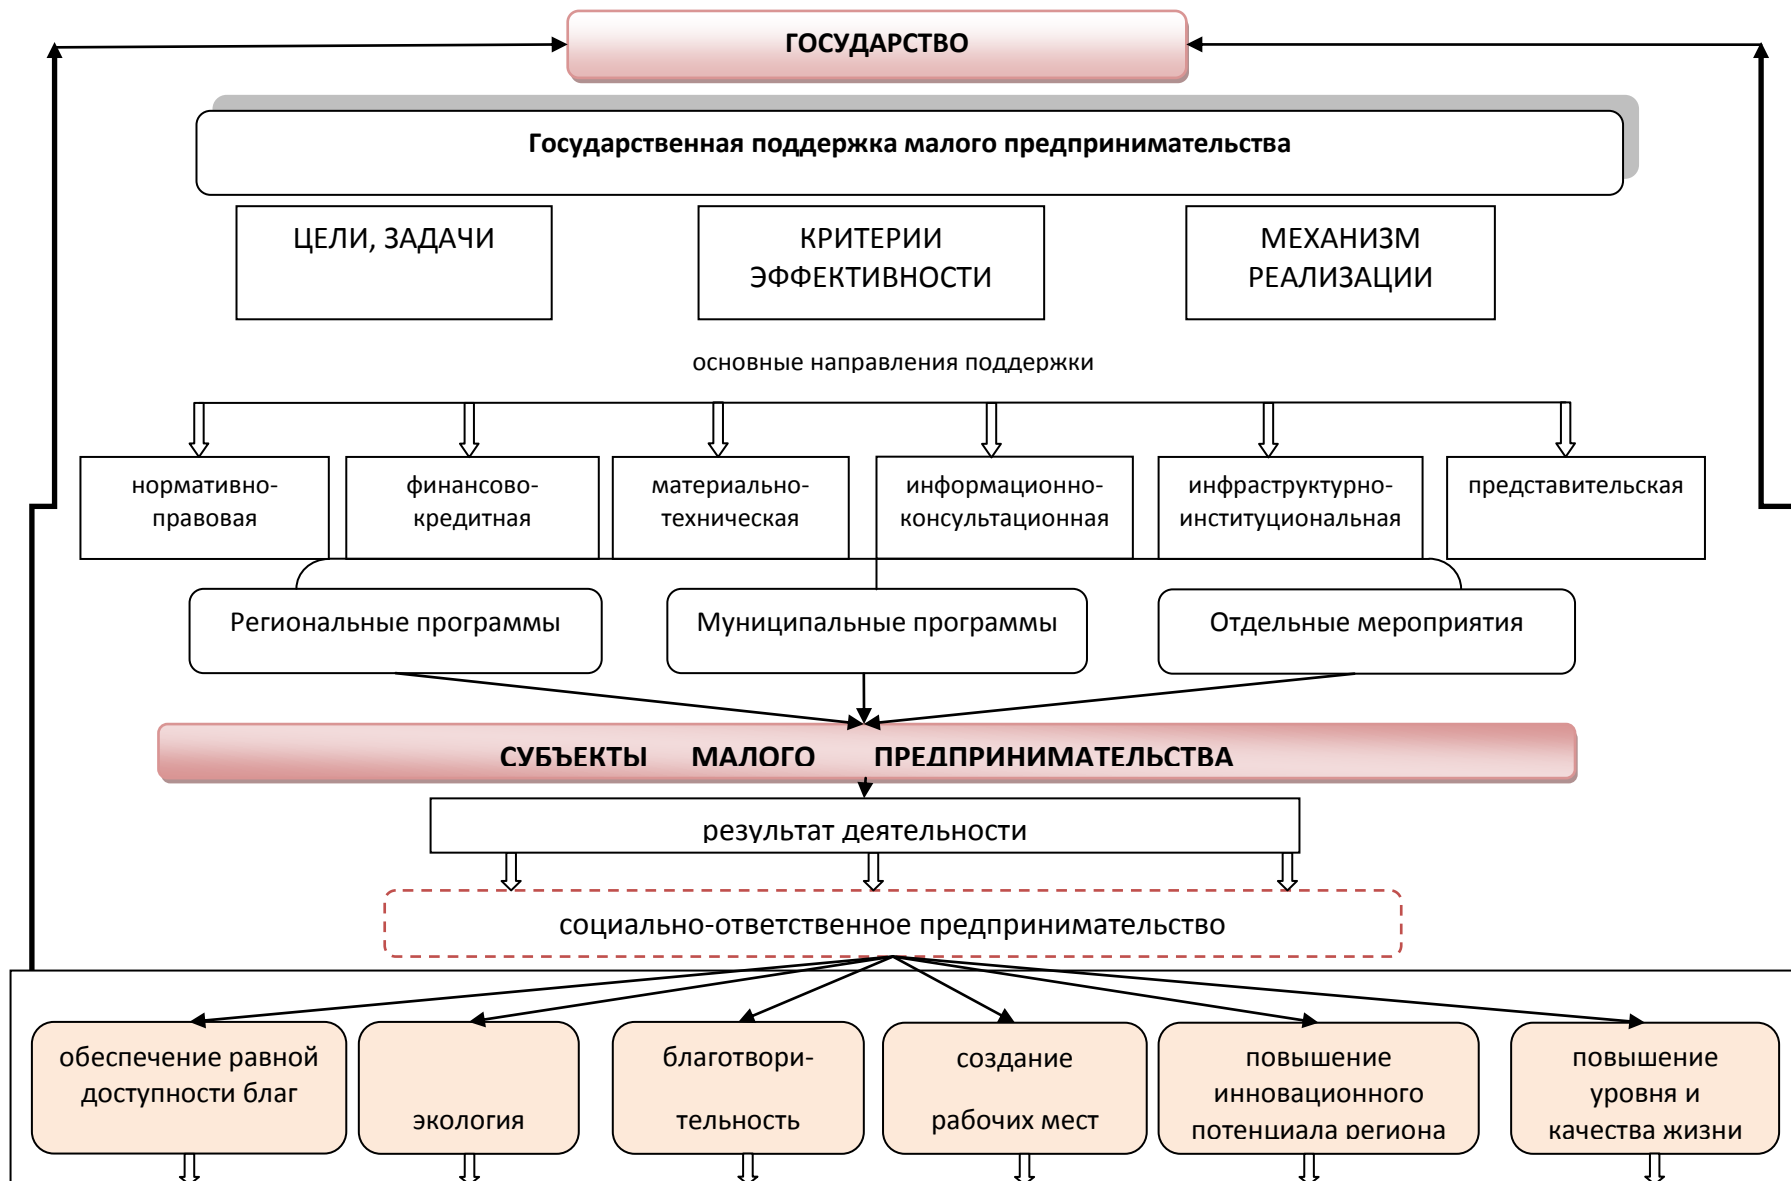 ГОСУДАРСТВО
Государственная поддержка малого предпринимательства
ЦЕЛИ, ЗАДАЧИ
КРИТЕРИИ
ЭФФЕКТИВНОСТИ
МЕХАНИЗМ
РЕАЛИЗАЦИИ
основные направления поддержки
нормативно-
правовая
финансово-
кредитная
материально-
техническая
информационно-
консультационная
инфраструктурно-
институциональная
представительская
Региональные программы
Муниципальные программы
Отдельные мероприятия
СУБЪЕКТЫ МАЛОГО ПРЕДПРИНИМАТЕЛЬСТВА
результат деятельности
социально-ответственное предпринимательство
обеспечение равной
доступности благ
экология
благотвори-
тельность
создание
рабочих мест
повышение
инновационного
потенциала региона
повышение
уровня и
качества жизни